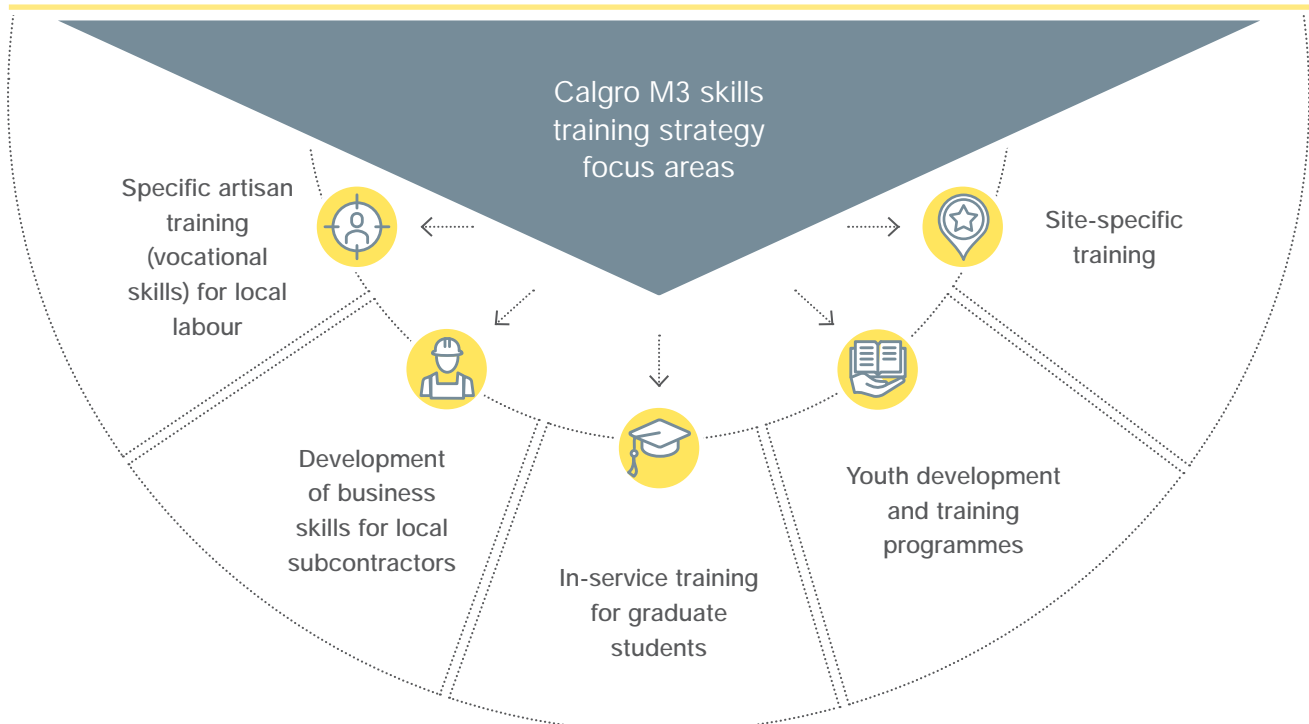 Calgro M3 skills
training strategy
focus areas
Specific artisan
training
(vocational
skills) for local
labour
Development
of business
skills for local
subcontractors
In-service training
for graduate
students
Youth development
and training
programmes
Site-specific
training